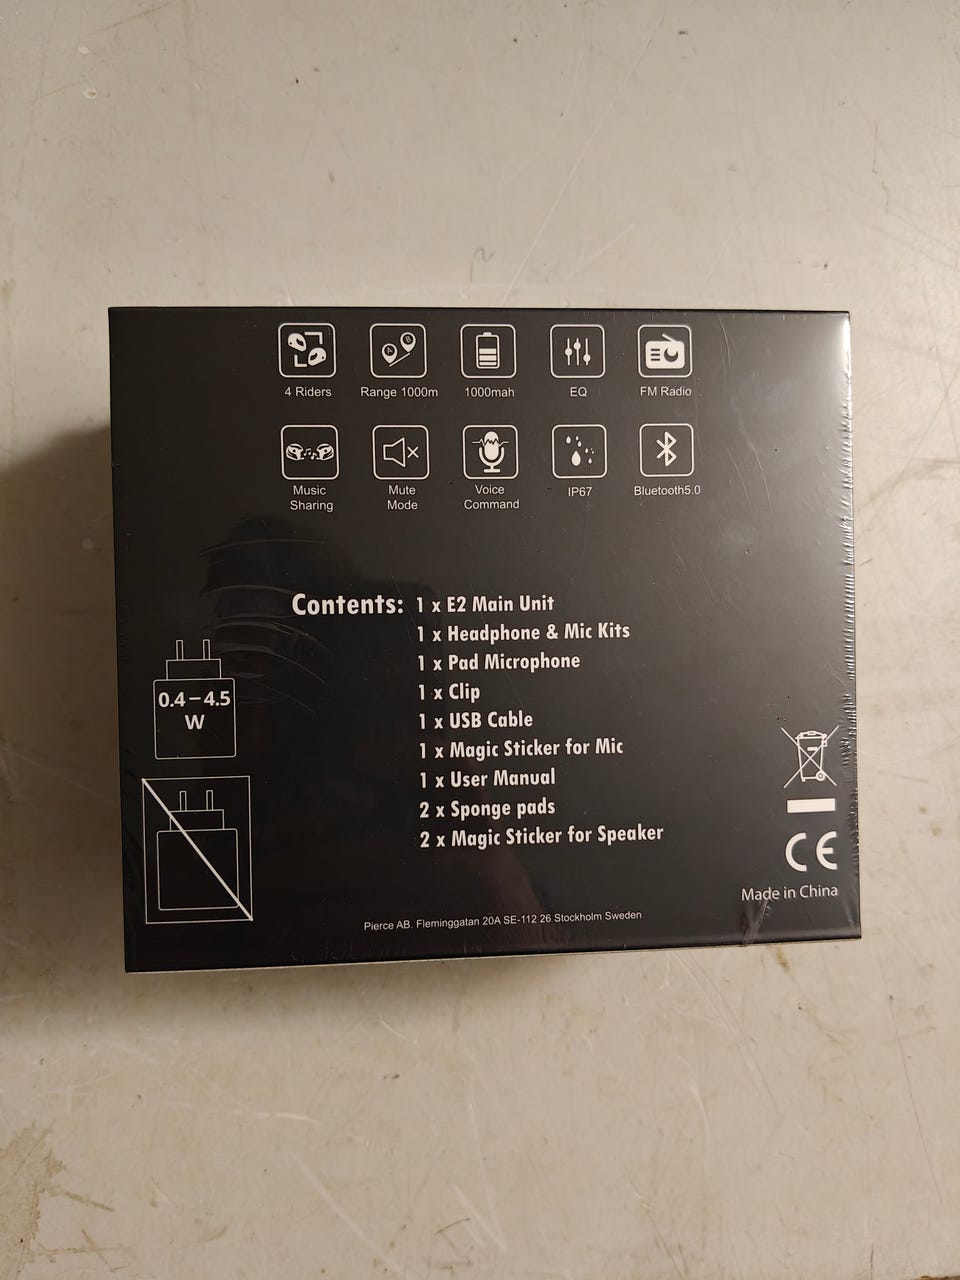 4 Riders
Range 1000m
1000mah
EQ
FM Radio
Music
Sharing
Mute
Mode
Voice
Command
IP67
Bluetooth5.0
Contents: 1 x E2 Main Unit
1 x Headphone & Mic Kits
1 x Pad Microphone
1 x Clip
1 x USB Cable
1 x Magic Sticker for Mic
1 x User Manual
2 x Sponge pads
2 x Magic Sticker for Speaker
0.4–4.5
W
CE
Made in China
Pierce AB. Fleminggatan 20A SE-112 26 Stockholm Sweden